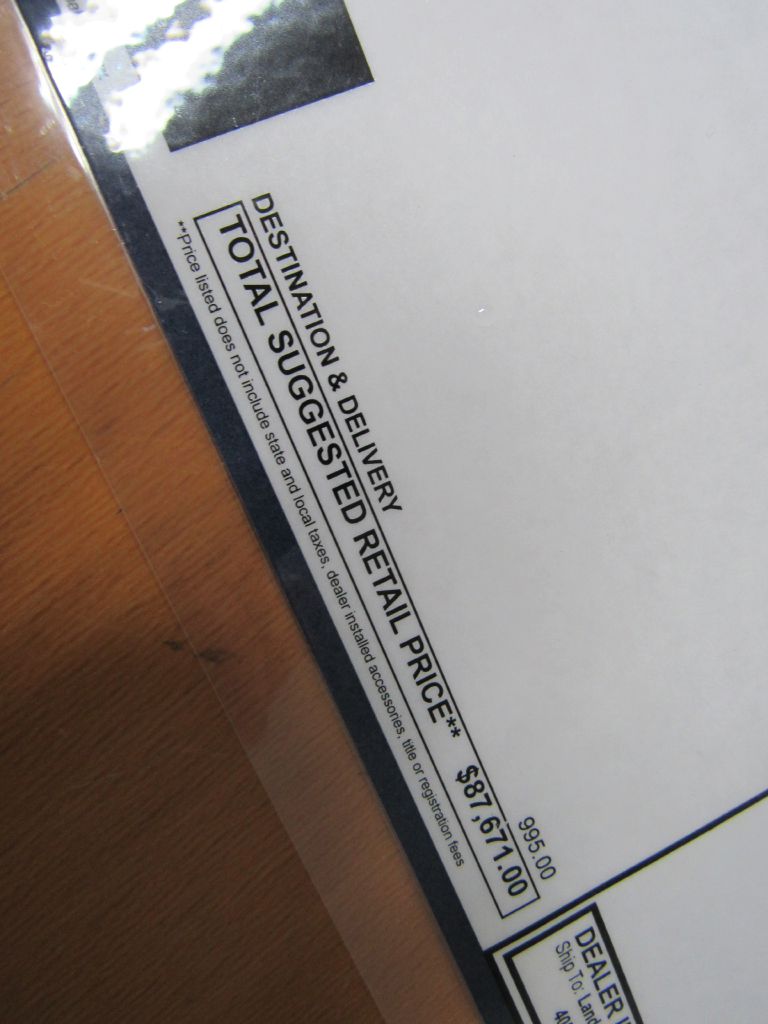 DESTINATION & DELIVERY 995.00
TOTAL SUGGESTED RETAIL PRICE** $87,671.00
**Price listed does not include state and local taxes, dealer installed accessories, title or registration fees
DEALER
Ship To: Land